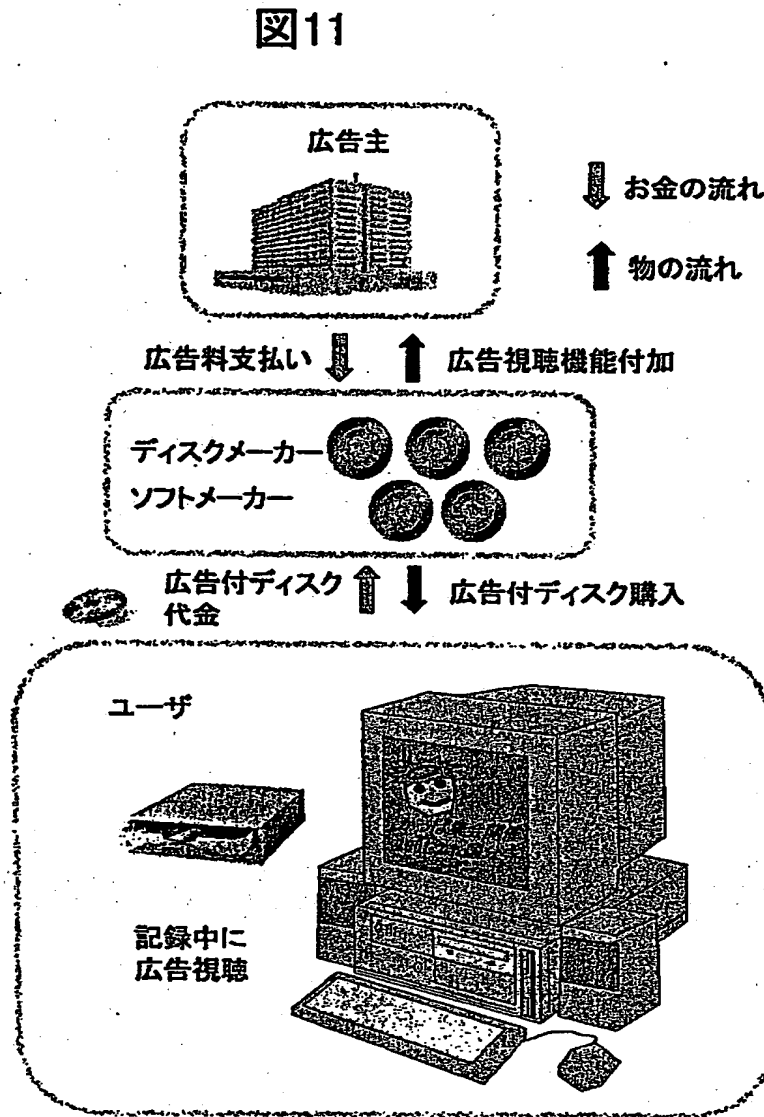 図11
広告主
お金の流れ
物の流れ
広告料支払い
広告視聴機能付加
ディスクメーカー
ソフトメーカー
広告付ディスク
代金
広告付ディスク購入
ユーザ
記録中に
広告視聴